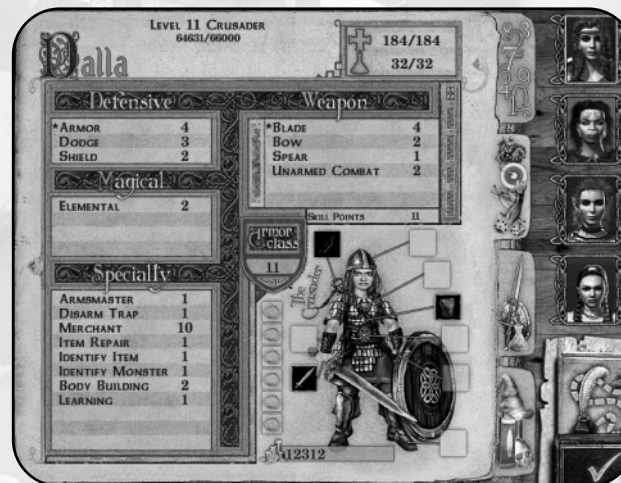 Dalla
LEVEL 11 CRUSADER
64631/66000
184/184
32/32
Defensive
*ARMOR 4
DODGE 3
SHIELD 2
Magical
ELEMENTAL 2
Specialty
ARMSMASTER 1
DISARM TRAP 1
MERCHANT 10
ITEM REPAIR 1
IDENTIFY ITEM 1
IDENTIFY MONSTER 1
BODY BUILDING 2
LEARNING 1
Weapon
*BLADE 4
BOW 2
SPEAR 1
UNARMED COMBAT 2
SKILL POINTS 11
Armor
class
11
The Crusader
12312